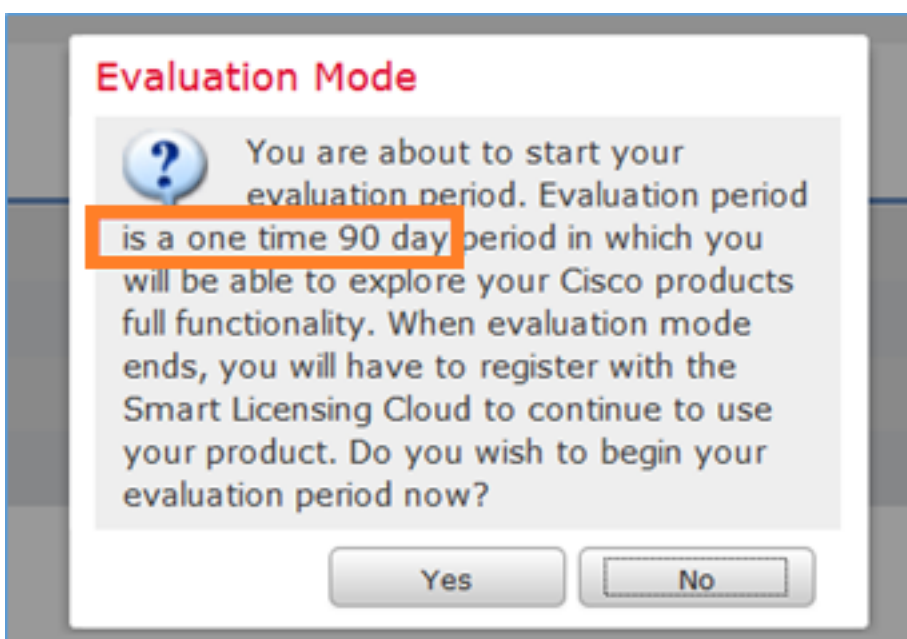 Evaluation Mode
You are about to start your
evaluation period. Evaluation period
is a one time 90 day period in which you
will be able to explore your Cisco products
full functionality. When evaluation mode
ends, you will have to register with the
Smart Licensing Cloud to continue to use
your product. Do you wish to begin your
evaluation period now?
Yes
No